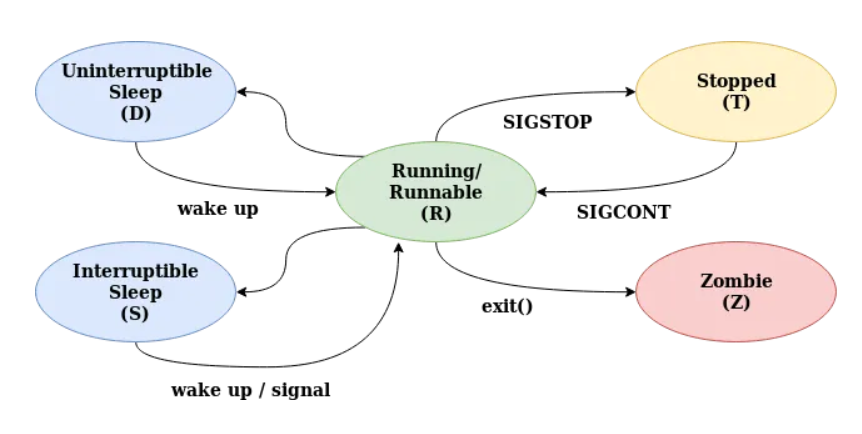 Uninterruptible
Sleep
(D)
Stopped
(T)
SIGSTOP
Running/
Runnable
(R)
wake up
SIGCONT
Interruptible
Sleep
(S)
Zombie
(Z)
exit()
wake up / signal